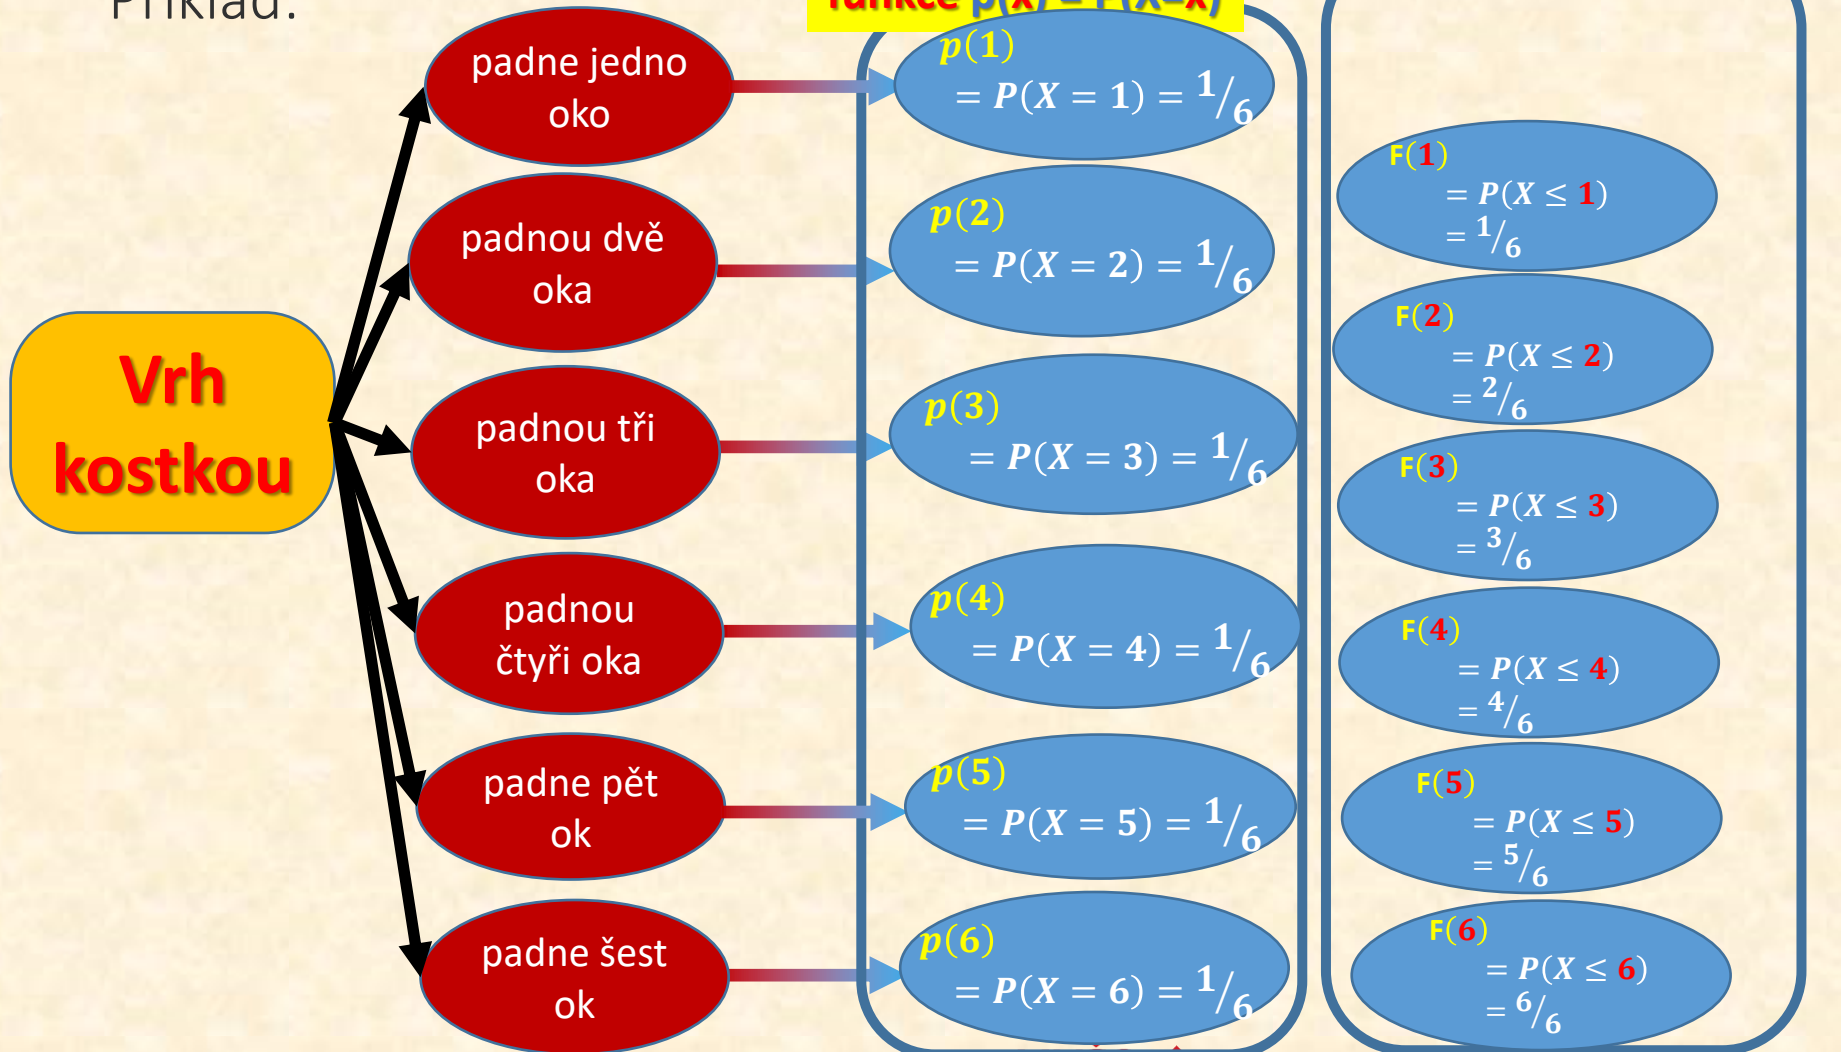 Příklad:
funkce p(x) = P(X=x)
Vrh
kostkou
padne jedno
oko
padnou dvě
oka
padnou tři
oka
padnou
čtyři oka
padne pět
ok
padne šest
ok
p(1)
= P(X = 1) = 1/6
p(2)
= P(X = 2) = 1/6
p(3)
= P(X = 3) = 1/6
p(4)
= P(X = 4) = 1/6
p(5)
= P(X = 5) = 1/6
p(6)
= P(X = 6) = 1/6
F(1)
= P(X ≤ 1)
= 1/6
F(2)
= P(X ≤ 2)
= 2/6
F(3)
= P(X ≤ 3)
= 3/6
F(4)
= P(X ≤ 4)
= 4/6
F(5)
= P(X ≤ 5)
= 5/6
F(6)
= P(X ≤ 6)
= 6/6